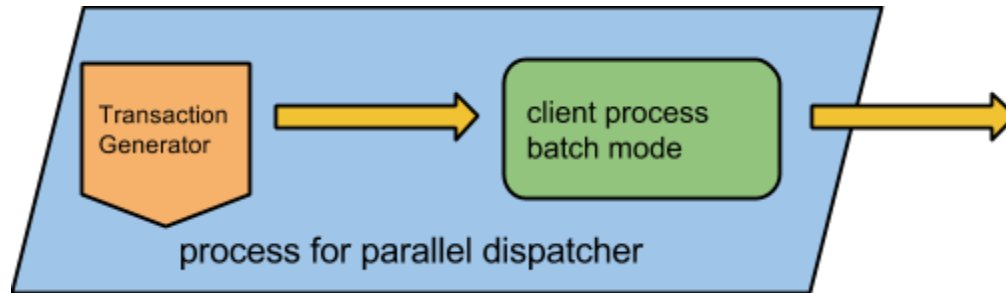 Transaction
Generator
client process
batch mode
process for parallel dispatcher